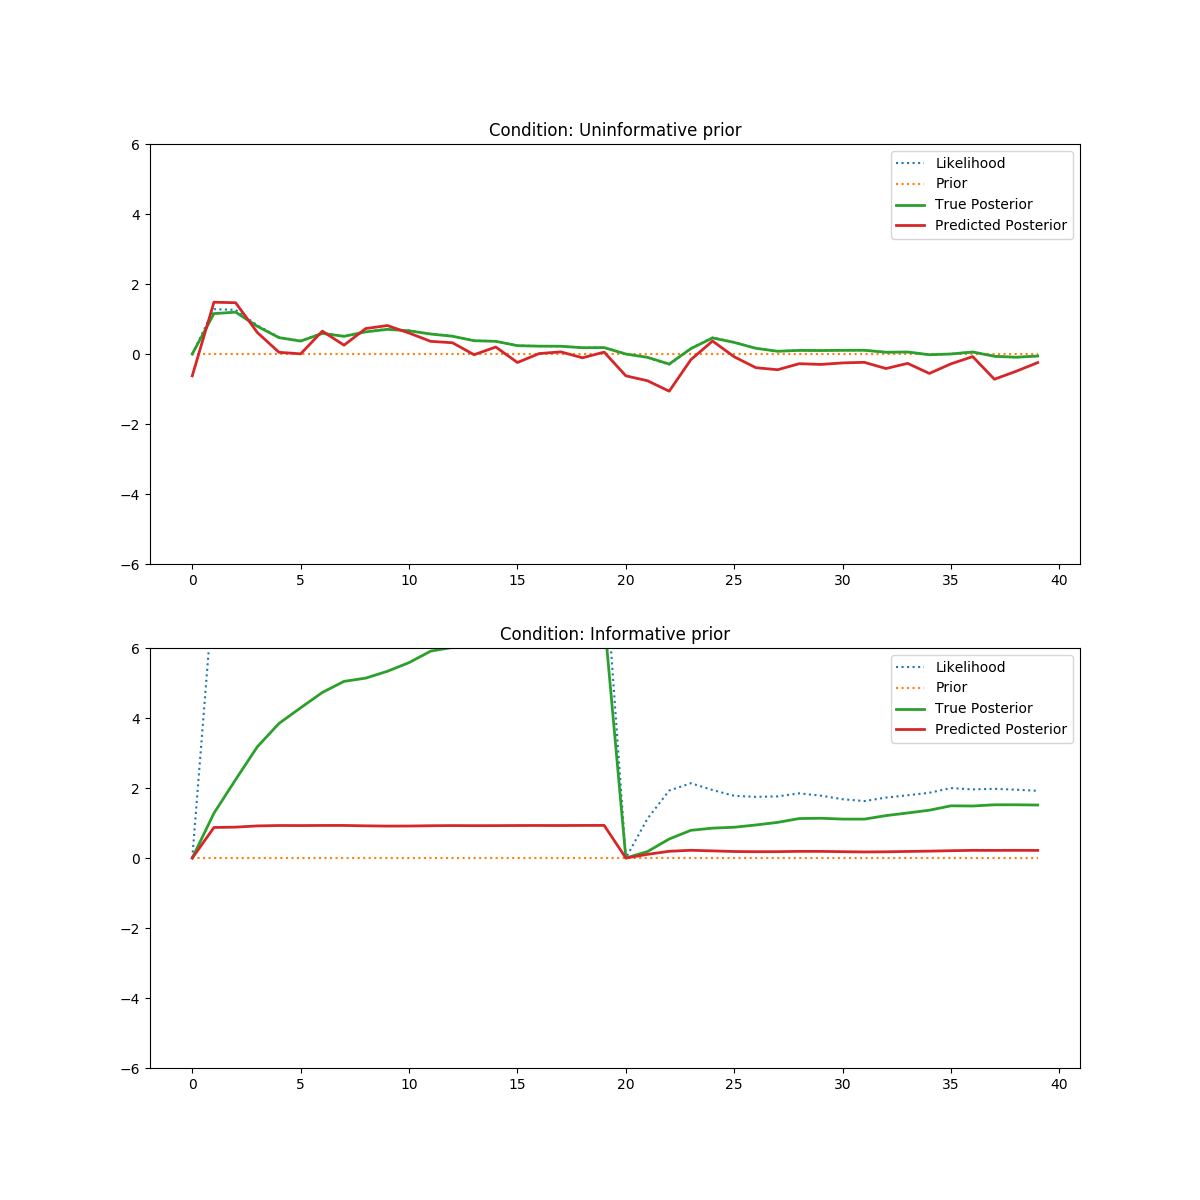 Condition: Uninformative prior
6
4
2
0
−2
−4
−6
Likelihood
Prior
True Posterior
Predicted Posterior
0 5 10 15 20 25 30 35 40
Condition: Informative prior
6
4
2
0
−2
−4
−6
Likelihood
Prior
True Posterior
Predicted Posterior
0 5 10 15 20 25 30 35 40